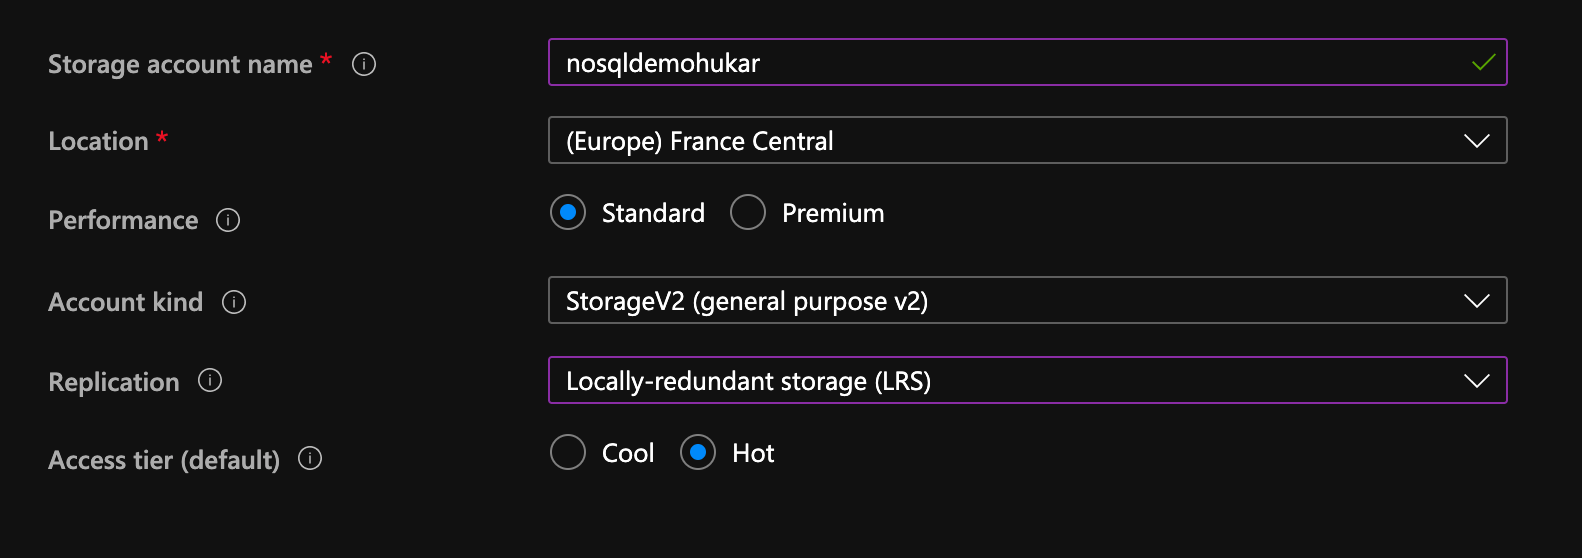 Storage account name * nosqldemohukar
Location * (Europe) France Central
Performance Standard Premium
Account kind StorageV2 (general purpose v2)
Replication Locally-redundant storage (LRS)
Access tier (default) Cool Hot